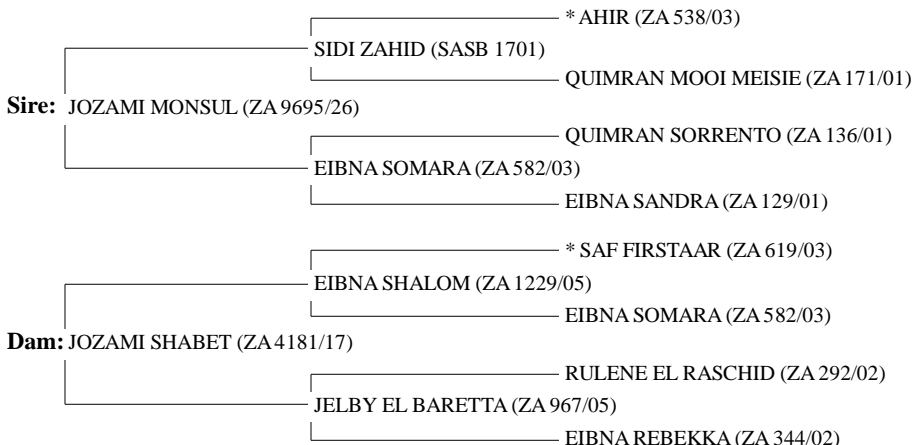 * AHIR (ZA 538/03)
SIDI ZAHID (SASB 1701)
QUIMRAN MOOI MEISIE (ZA 171/01)
Sire: JOZAMI MONSUL (ZA 9695/26)
QUIMRAN SORRENTO (ZA 136/01)
EIBNA SOMARA (ZA 582/03)
EIBNA SANDRA (ZA 129/01)
* SAF FIRSTAAR (ZA 619/03)
EIBNA SHALOM (ZA 1229/05)
EIBNA SOMARA (ZA 582/03)
Dam: JOZAMI SHABET (ZA 4181/17)
RULENE EL RASCHID (ZA 292/02)
JELBY EL BARETTA (ZA 967/05)
EIBNA REBEKKA (ZA 344/02)